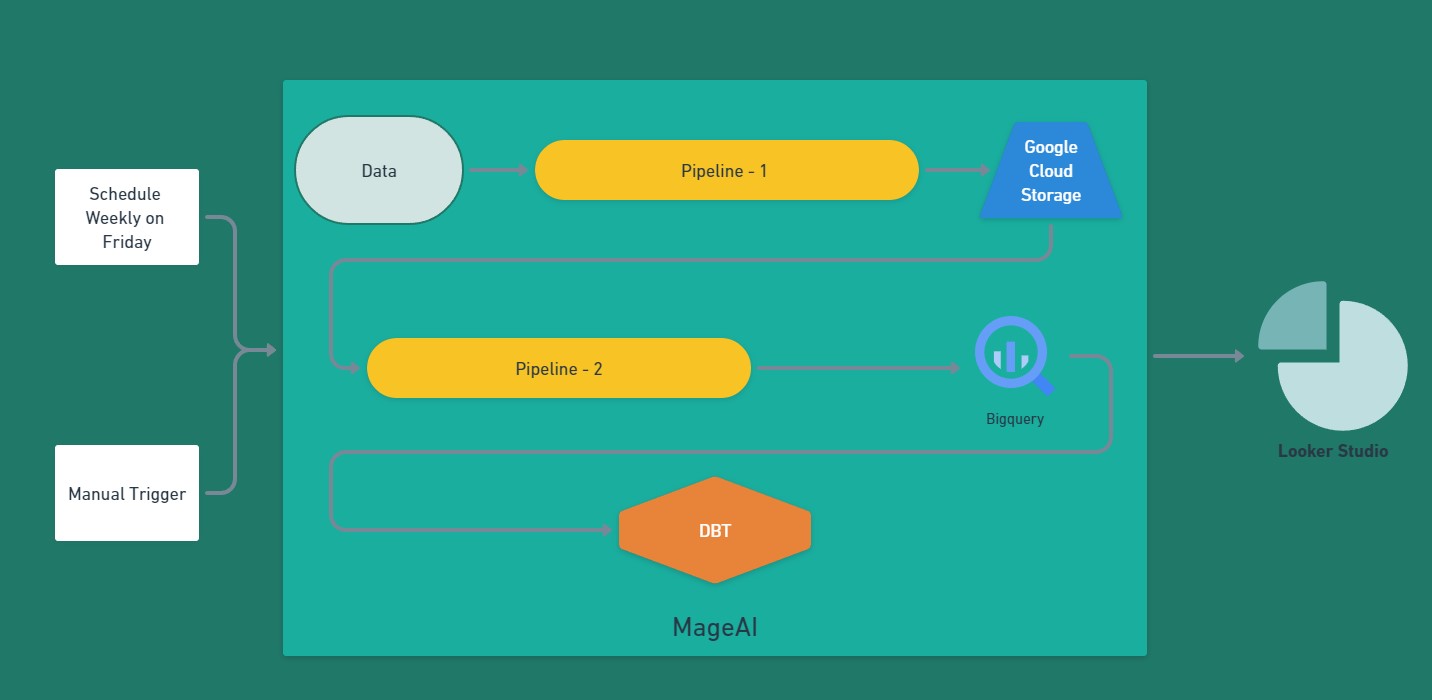 Schedule
Weekly on
Friday
Manual Trigger
Data
Pipeline - 1
Google
Cloud
Storage
Pipeline - 2
Bigquery
DBT
MageAI
Looker Studio